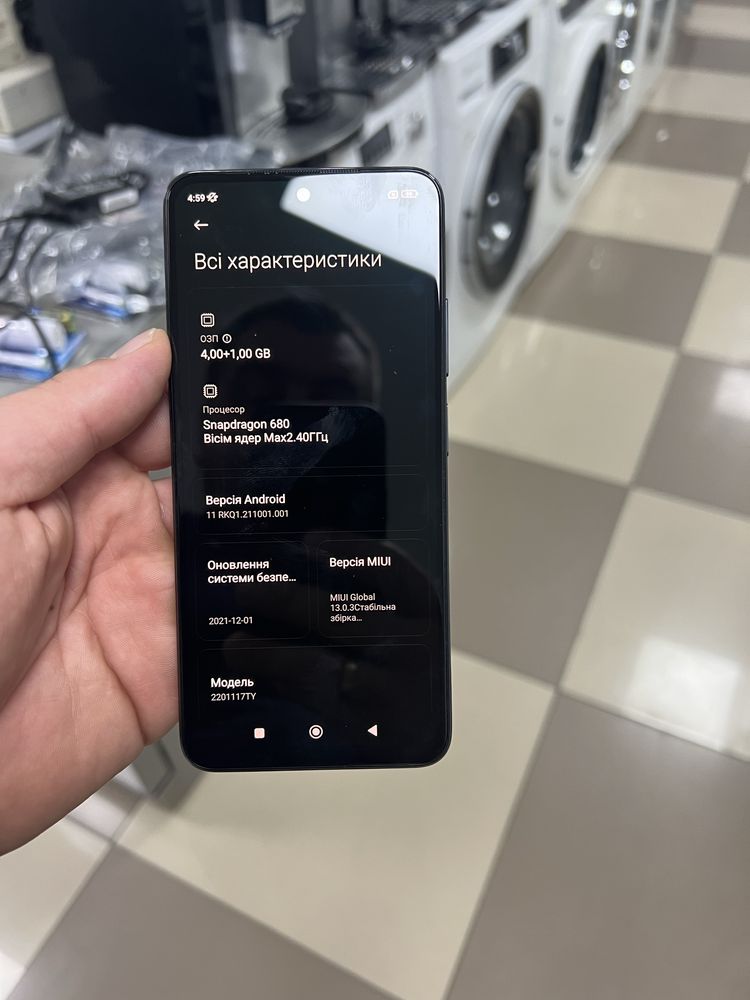 4:59
Всі характеристики
ОЗП
4,00+1,00 GB
Процесор
Snapdragon 680
Вісім ядер Max2.40ГГц
Версія Android
11 RKQ1.211001.001
Оновлення
системи безпе...
2021-12-01
Версія MIUI
MIUI Global
13.0.3Стабільна
збірка...
Модель
2201117TY